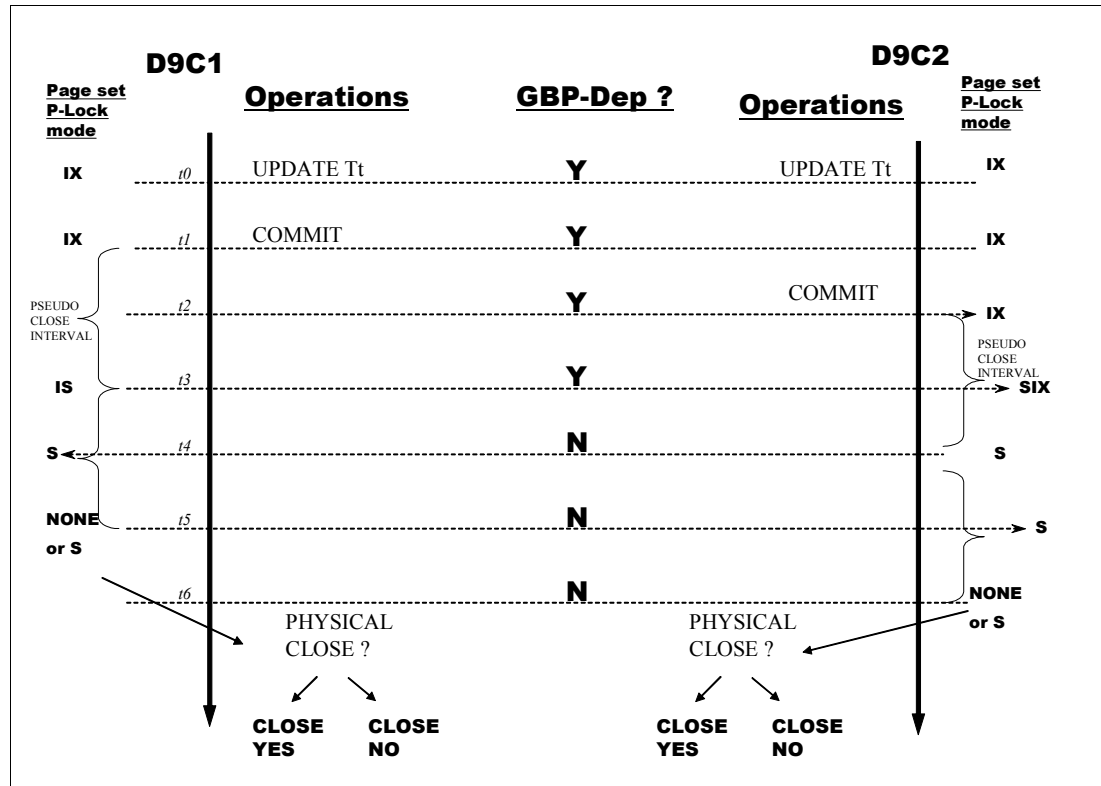 D9C1
D9C2
Page set
P-Lock
mode
Operations
GBP-Dep ?
Operations
Page set
P-Lock
mode
IX
t0
UPDATE Tt
Y
UPDATE Tt
IX
IX
t1
COMMIT
Y
IX
PSEUDO
CLOSE
INTERVAL
t2
Y
COMMIT
IX
PSEUDO
CLOSE
INTERVAL
IS
t3
Y
SIX
S
t4
N
S
NONE
or S
t5
N
S
t6
N
NONE
or S
PHYSICAL
CLOSE ?
PHYSICAL
CLOSE ?
CLOSE
YES
CLOSE
NO
CLOSE
YES
CLOSE
NO